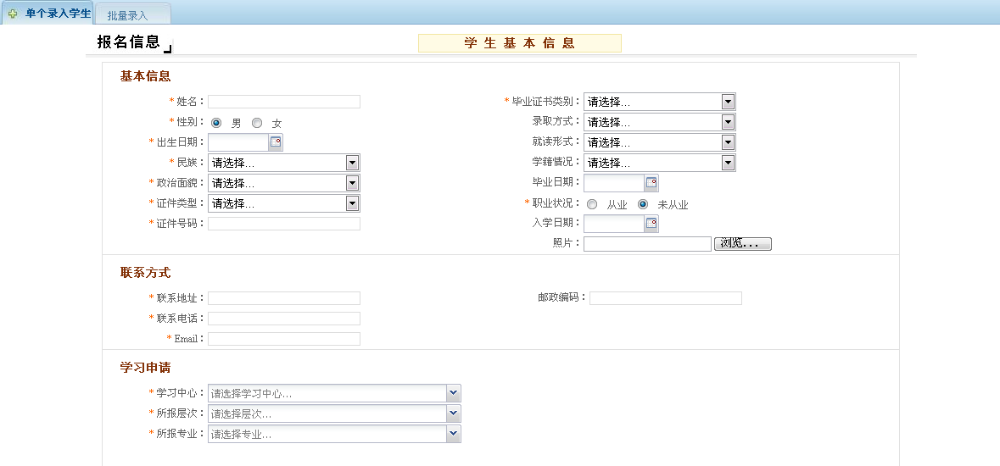 单个录入学生
批量录入
报名信息
学生基本信息
基本信息
*姓名：
*毕业证书类别：
请选择...
*性别：
男
女
录取方式：
请选择...
*出生日期：
就读形式：
请选择...
*民族：
请选择...
学籍情况：
请选择...
*政治面貌：
请选择...
毕业日期：
*证件类型：
请选择...
*职业状况：
从业
未从业
*证件号码：
入学日期：
照片：
浏览...
联系方式
*联系地址：
邮政编码：
*联系电话：
*Email：
学习申请
*学习中心：
请选择学习中心...
*所报层次：
请选择层次...
*所报专业：
请选择专业...